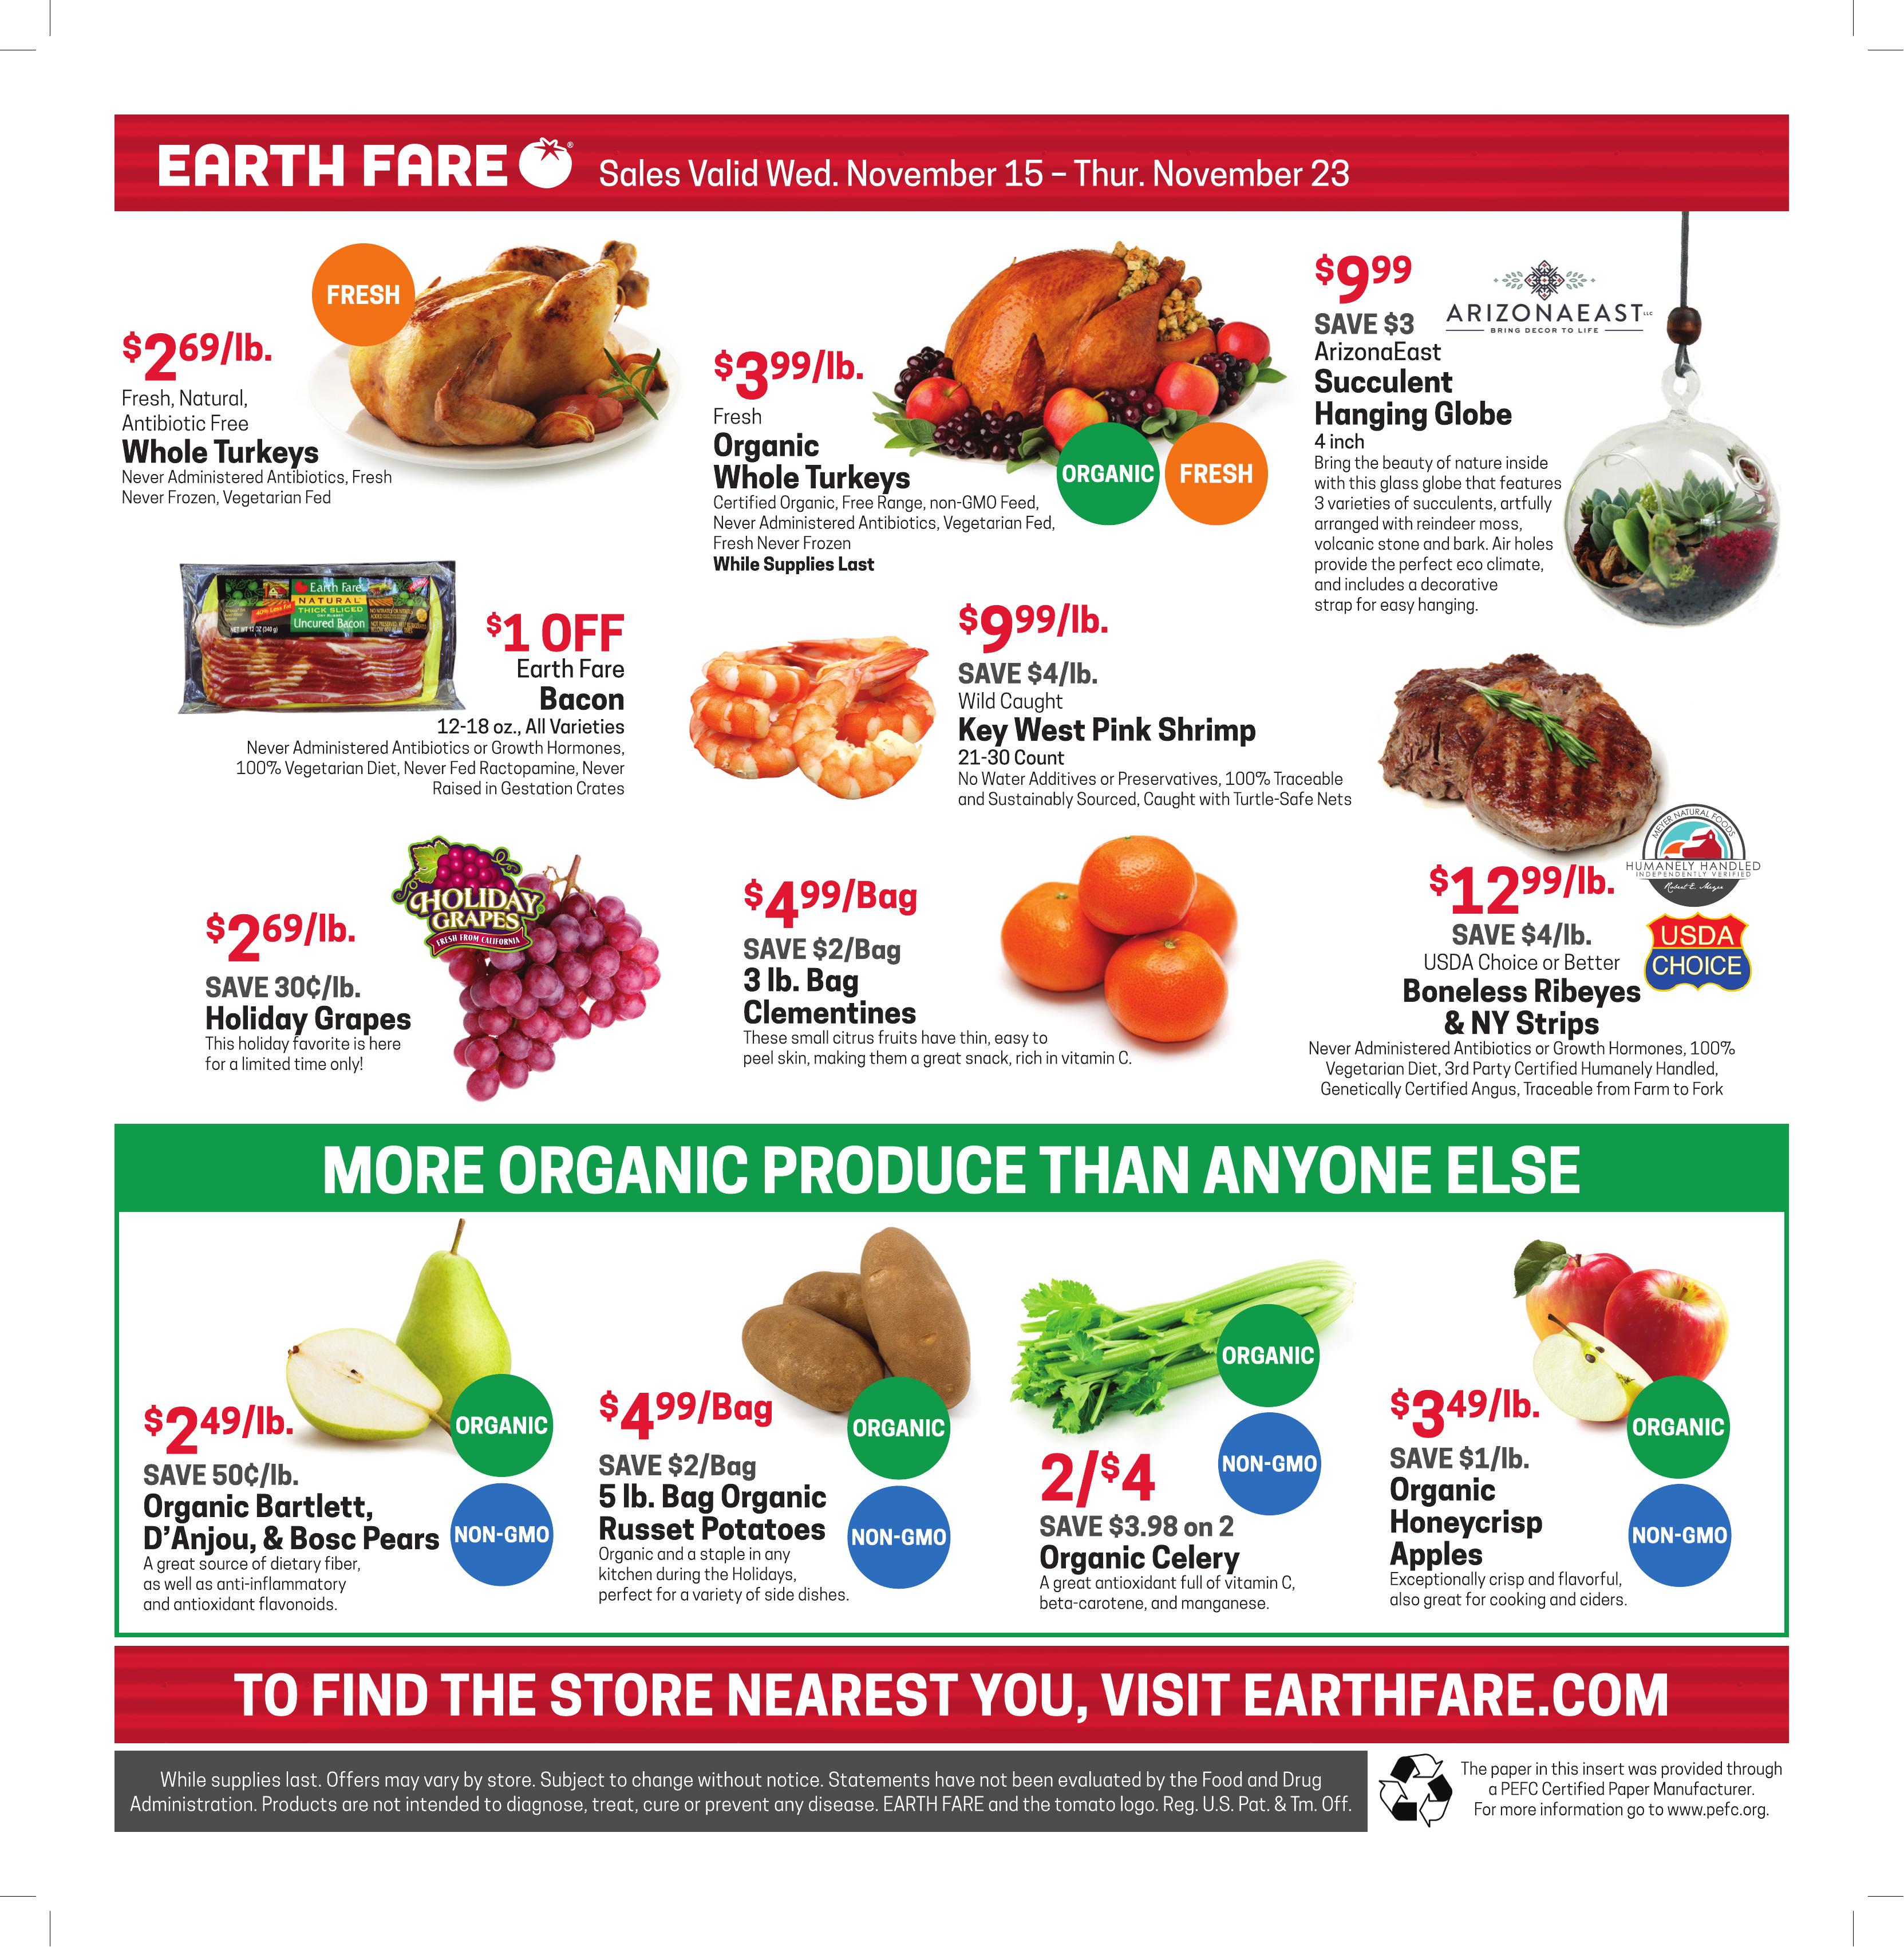 EARTH FARE ®
Sales Valid Wed. November 15 – Thur. November 23
FRESH
$2 69/lb.
Fresh, Natural,
Antibiotic Free
Whole Turkeys
Never Administered Antibiotics, Fresh
Never Frozen, Vegetarian Fed
$3 99/lb.
Fresh
Organic
Whole Turkeys
Certified Organic, Free Range, non-GMO Feed,
Never Administered Antibiotics, Vegetarian Fed,
Fresh Never Frozen
While Supplies Last
ORGANIC
FRESH
$9 99
SAVE $3
ArizonaEast
Succulent
Hanging Globe
4 inch
Bring the beauty of nature inside
with this glass globe that features
3 varieties of succulents, artfully
arranged with reindeer moss,
volcanic stone and bark. Air holes
provide the perfect eco climate,
and includes a decorative
strap for easy hanging.
ARIZONAEAST LLC
BRING DECOR TO LIFE
Earth Fare
NATURAL
THICK SLICED
Uncured Bacon
40% Less Fat
NET WT 12 OZ (340 g)
$1 OFF
Earth Fare
Bacon
12-18 oz., All Varieties
Never Administered Antibiotics or Growth Hormones,
100% Vegetarian Diet, Never Fed Ractopamine, Never
Raised in Gestation Crates
$9 99/lb.
SAVE $4/lb.
Wild Caught
Key West Pink Shrimp
21-30 Count
No Water Additives or Preservatives, 100% Traceable
and Sustainably Sourced, Caught with Turtle-Safe Nets
HOLIDAY
GRAPES
FRESH FROM CALIFORNIA
$2 69/lb.
SAVE 30¢/lb.
Holiday Grapes
This holiday favorite is here
for a limited time only!
$4 99/Bag
SAVE $2/Bag
3 lb. Bag
Clementines
These small citrus fruits have thin, easy to
peel skin, making them a great snack, rich in vitamin C.
MEYER NATURAL FOODS
HUMANELY HANDLED
INDEPENDENTLY VERIFIED
Robert E. Meyer
USDA
CHOICE
$12 99/lb.
SAVE $4/lb.
USDA Choice or Better
Boneless Ribeyes
& NY Strips
Never Administered Antibiotics or Growth Hormones, 100%
Vegetarian Diet, 3rd Party Certified Humanely Handled,
Genetically Certified Angus, Traceable from Farm to Fork
MORE ORGANIC PRODUCE THAN ANYONE ELSE
$2 49/lb.
SAVE 50¢/lb.
Organic Bartlett,
D'Anjou, & Bosc Pears
A great source of dietary fiber,
as well as anti-inflammatory
and antioxidant flavonoids.
ORGANIC
NON-GMO
$4 99/Bag
SAVE $2/Bag
5 lb. Bag Organic
Russet Potatoes
Organic and a staple in any
kitchen during the Holidays,
perfect for a variety of side dishes.
ORGANIC
NON-GMO
2/$4
SAVE $3.98 on 2
Organic Celery
A great antioxidant full of vitamin C,
beta-carotene, and manganese.
ORGANIC
NON-GMO
$3 49/lb.
SAVE $1/lb.
Organic
Honeycrisp
Apples
Exceptionally crisp and flavorful,
also great for cooking and ciders.
ORGANIC
NON-GMO
TO FIND THE STORE NEAREST YOU, VISIT EARTHFARE.COM
While supplies last. Offers may vary by store. Subject to change without notice. Statements have not been evaluated by the Food and Drug
Administration. Products are not intended to diagnose, treat, cure or prevent any disease. EARTH FARE and the tomato logo. Reg. U.S. Pat. & Tm. Off.
The paper in this insert was provided through
a PEFC Certified Paper Manufacturer.
For more information go to www.pefc.org.